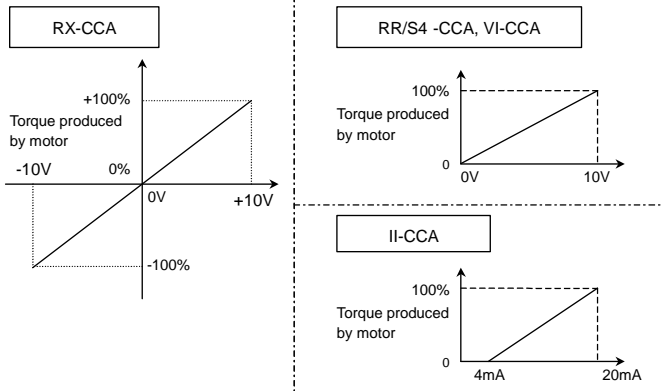 RX-CCA
+100%
Torque produced
by motor
-10V
0%
0V
+10V
-100%
RR/S4 -CCA, VI-CCA
100%
Torque produced
by motor
0
0V
10V
II-CCA
100%
Torque produced
by motor
0
4mA
20mA